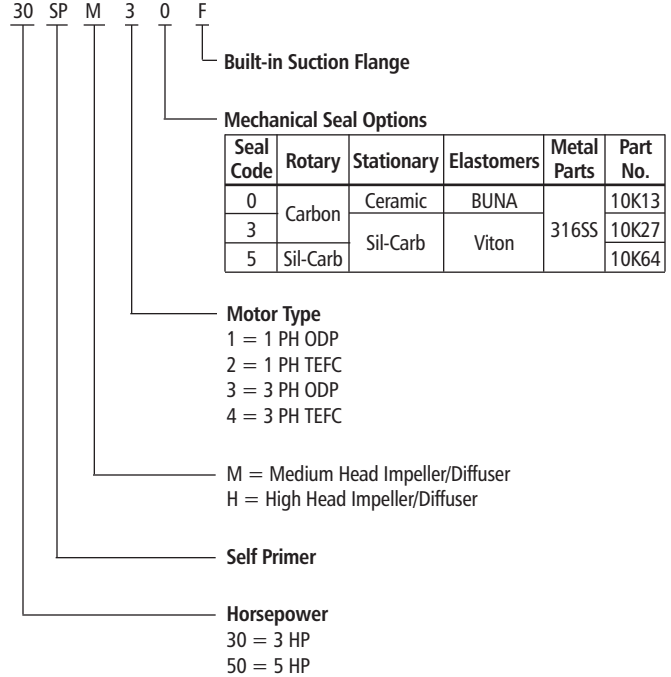 30 SP M 3 0 F
Built-in Suction Flange
Mechanical Seal Options
Seal Code Rotary Stationary Elastomers Metal Parts Part No.
0 Carbon Ceramic BUNA 316SS 10K13
3 Sil-Carb Viton 10K27
5 Sil-Carb 10K64
Motor Type
1 = 1 PH ODP
2 = 1 PH TEFC
3 = 3 PH ODP
4 = 3 PH TEFC
M = Medium Head Impeller/Diffuser
H = High Head Impeller/Diffuser
Self Primer
Horsepower
30 = 3 HP
50 = 5 HP